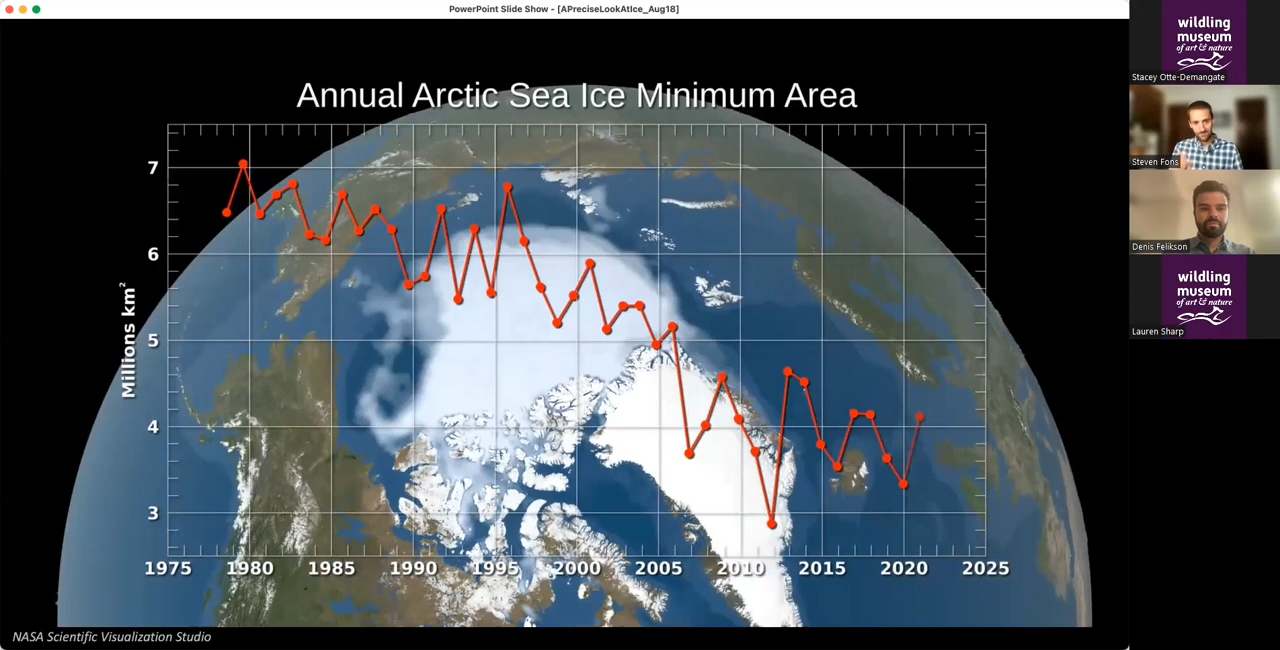 PowerPoint Slide Show - [APreciseLookAtIce_Aug18]
Annual Arctic Sea Ice Minimum Area
Millions km²
7
6
5
4
3
1975 1980 1985 1990 1995 2000 2005 2010 2015 2020 2025
NASA Scientific Visualization Studio
wildling
museum
of art & nature
Stacey Otte-Demangate
Steven Fons
Denis Felikson
wildling
museum
of art & nature
Lauren Sharp